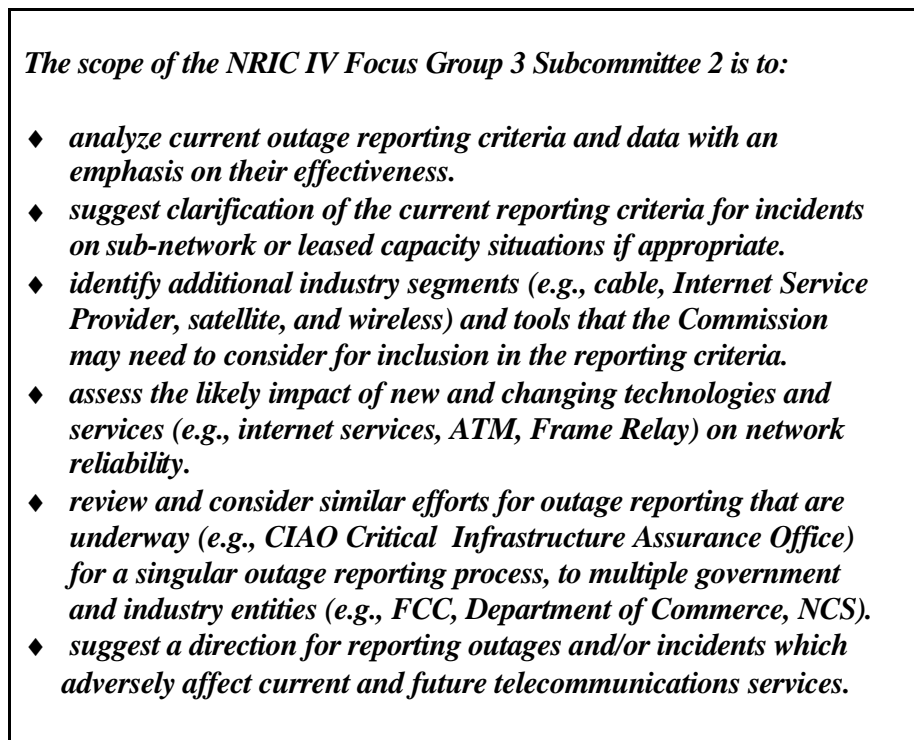 The scope of the NRIC IV Focus Group 3 Subcommittee 2 is to:
♦ analyze current outage reporting criteria and data with an
emphasis on their effectiveness.
♦ suggest clarification of the current reporting criteria for incidents
on sub-network or leased capacity situations if appropriate.
♦ identify additional industry segments (e.g., cable, Internet Service
Provider, satellite, and wireless) and tools that the Commission
may need to consider for inclusion in the reporting criteria.
♦ assess the likely impact of new and changing technologies and
services (e.g., internet services, ATM, Frame Relay) on network
reliability.
♦ review and consider similar efforts for outage reporting that are
underway (e.g., CIAO Critical Infrastructure Assurance Office)
for a singular outage reporting process, to multiple government
and industry entities (e.g., FCC, Department of Commerce, NCS).
♦ suggest a direction for reporting outages and/or incidents which
adversely affect current and future telecommunications services.